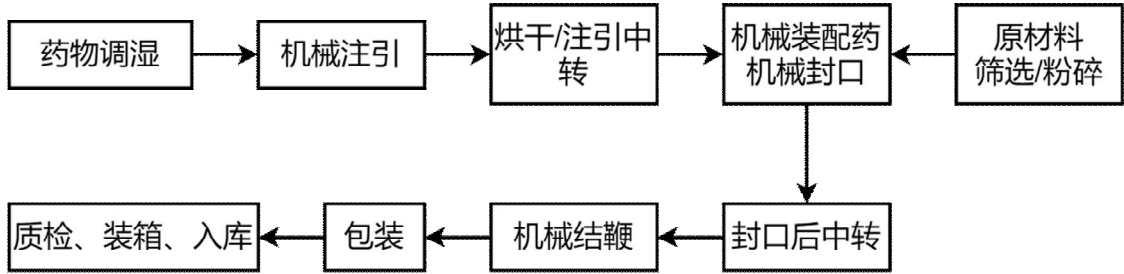 药物调湿
机械注引
烘干/注引中
转
机械装配药
机械封口
原材料
筛选/粉碎
质检、装箱、入库
包装
机械结鞭
封口后中转